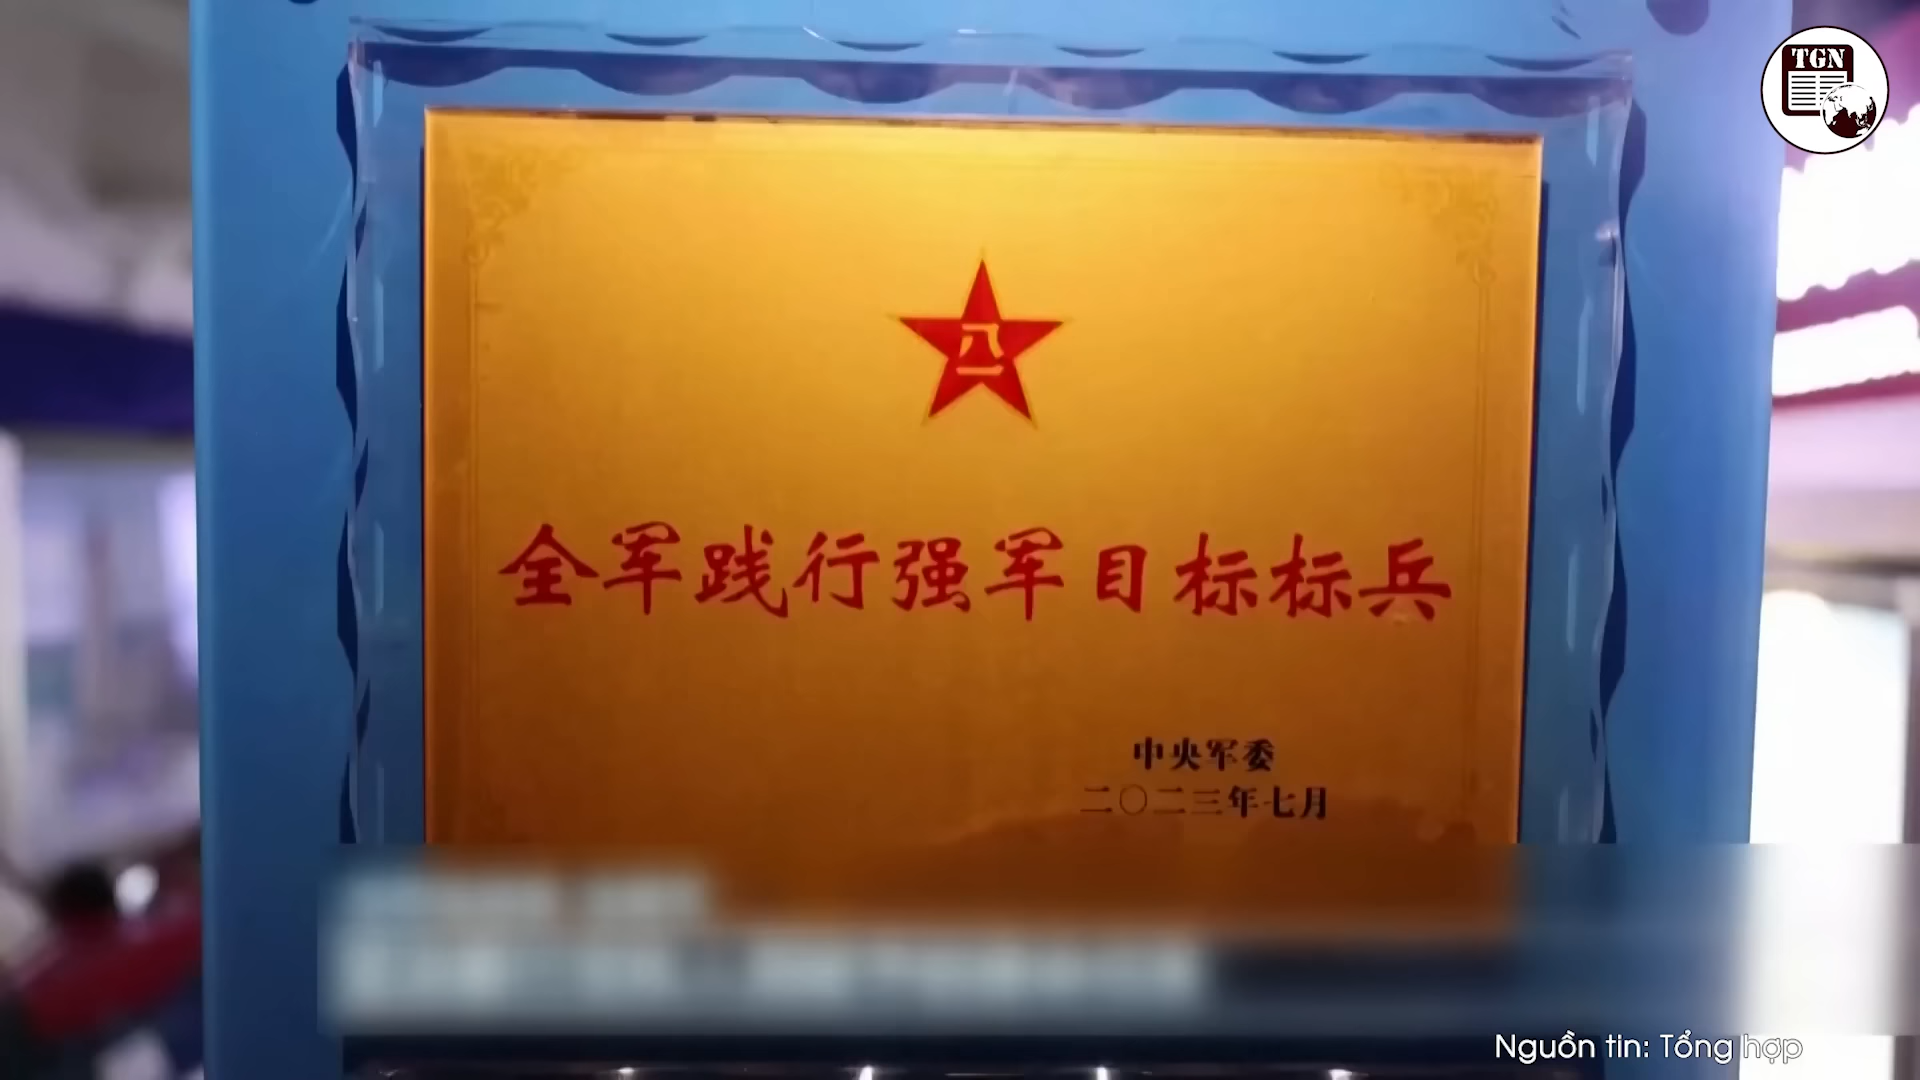 TGN
八一
全军践行强军目标标兵
中央军委
二〇二三年七月
Nguồn tin: Tổng hợp